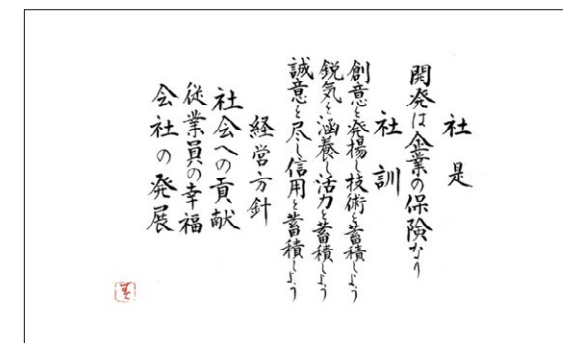 社是
開発は企業の保険なり
社訓
創意を発揚し技術を蓄積しよう
鋭気を涵養し活力を蓄積しよう
誠意を尽し信用を蓄積しよう
経営方針
社会への貢献
従業員の幸福
会社の発展